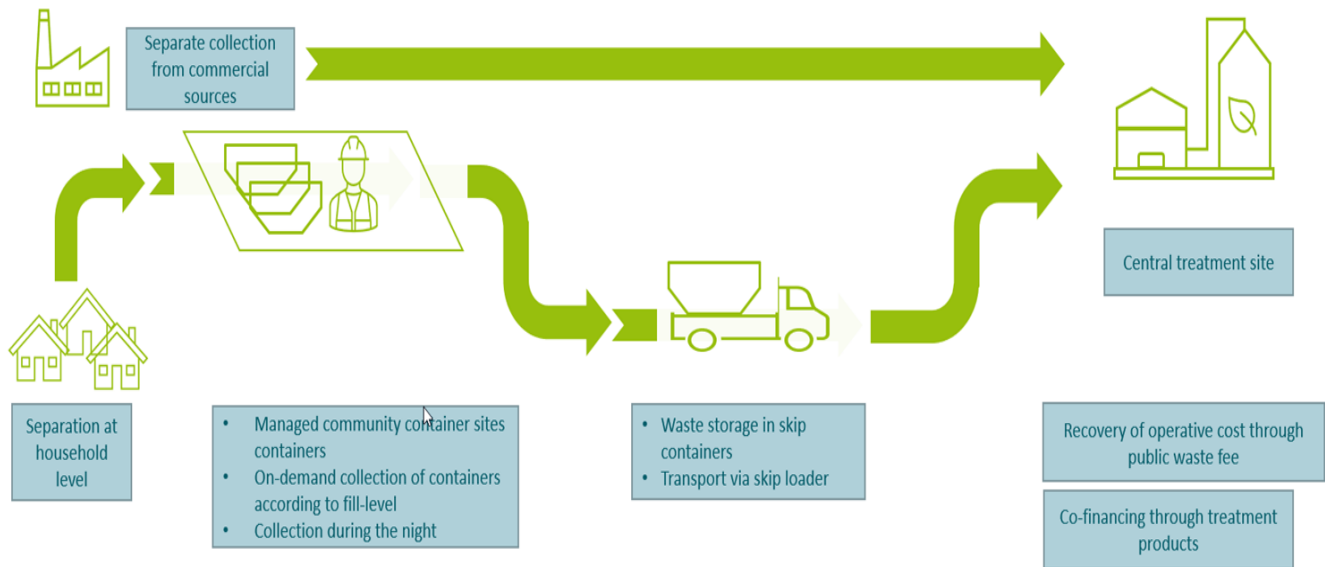 Separate collection
from commercial
sources
Central treatment site
Separation at
household
level
• Managed community container sites
containers
• On-demand collection of containers
according to fill-level
• Collection during the night
• Waste storage in skip
containers
• Transport via skip loader
Recovery of operative cost through
public waste fee
Co-financing through treatment
products